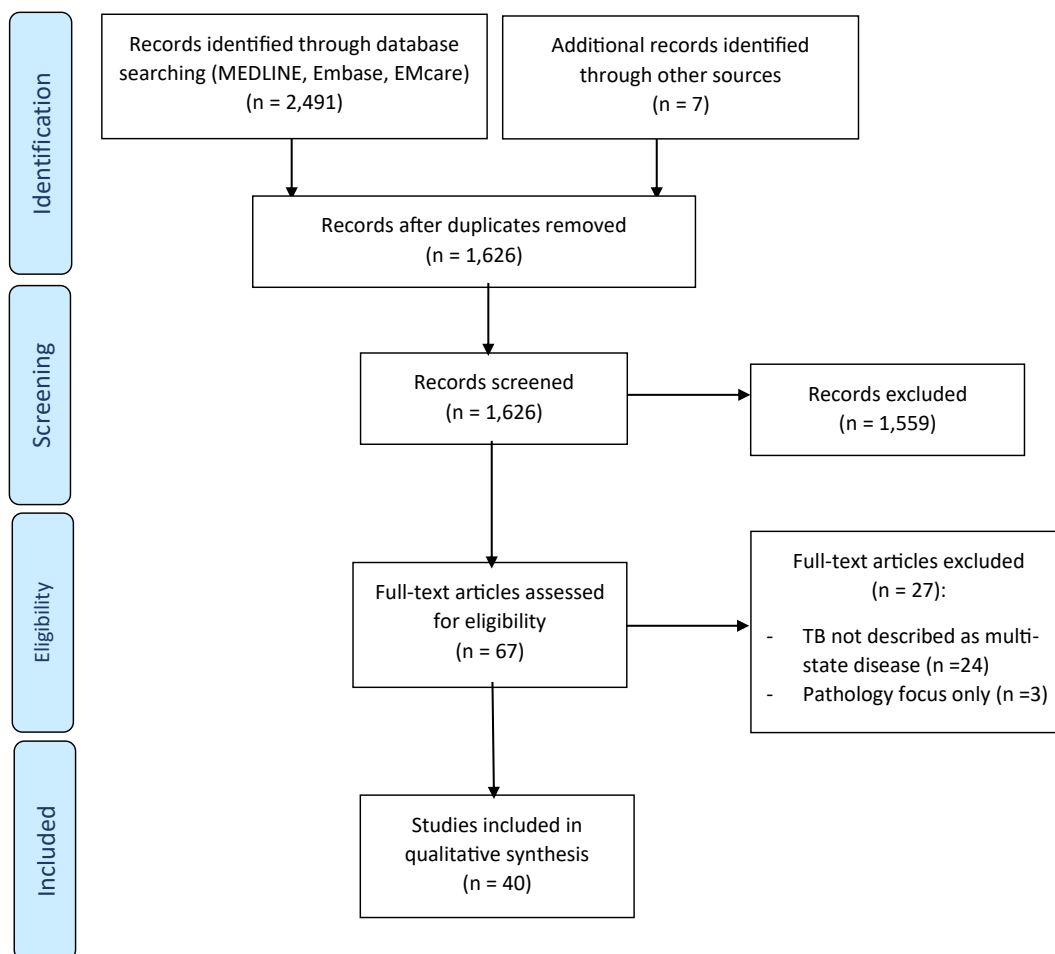 Identification
Records identified through database
searching (MEDLINE, Embase, EMcare)
(n = 2,491)
Additional records identified
through other sources
(n = 7)
Records after duplicates removed
(n = 1,626)
Screening
Records screened
(n = 1,626)
Records excluded
(n = 1,559)
Eligibility
Full-text articles assessed
for eligibility
(n = 67)
Full-text articles excluded
(n = 27):
- TB not described as multi-
state disease (n =24)
- Pathology focus only (n =3)
Included
Studies included in
qualitative synthesis
(n = 40)